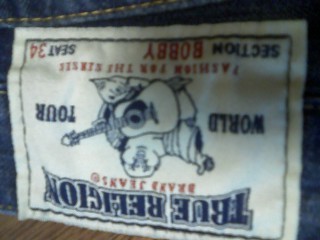 TRUE RELIGION
BRAND JEANS®
WORLD TOUR
FASHION FOR THE SENSES
SECTION BOBBY SEAT 34